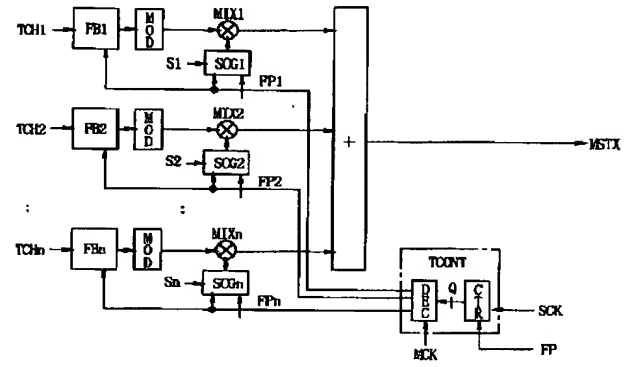 MIX1
TCH1 FB1 MOD
S1 SCG1
FP1
MIX2
TCH2 FB2 MOD + MSTX
S2 SCG2
FP2
: :
MIXn
TCHn FBn MOD
TCONT
Sn SCGn
FPn DEC Q CTR SCK
MCK FP